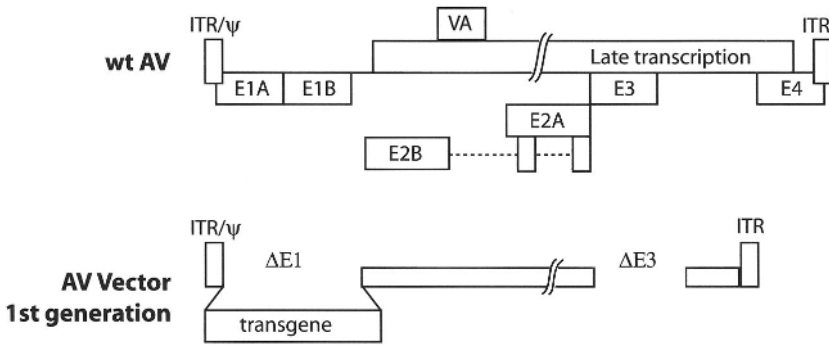 ITR/ψ
VA
ITR
wt AV
Late transcription
E1A
E1B
E3
E4
E2A
E2B
ITR/ψ
ITR
ΔE1
ΔE3
AV Vector
1st generation
transgene